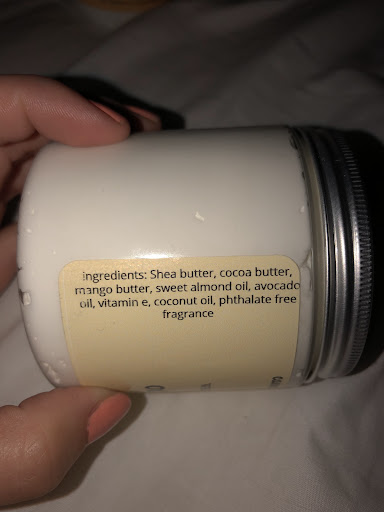 ingredients: Shea butter, cocoa butter,
mango butter, sweet almond oil, avocado
oil, vitamin e, coconut oil, phthalate free
fragrance